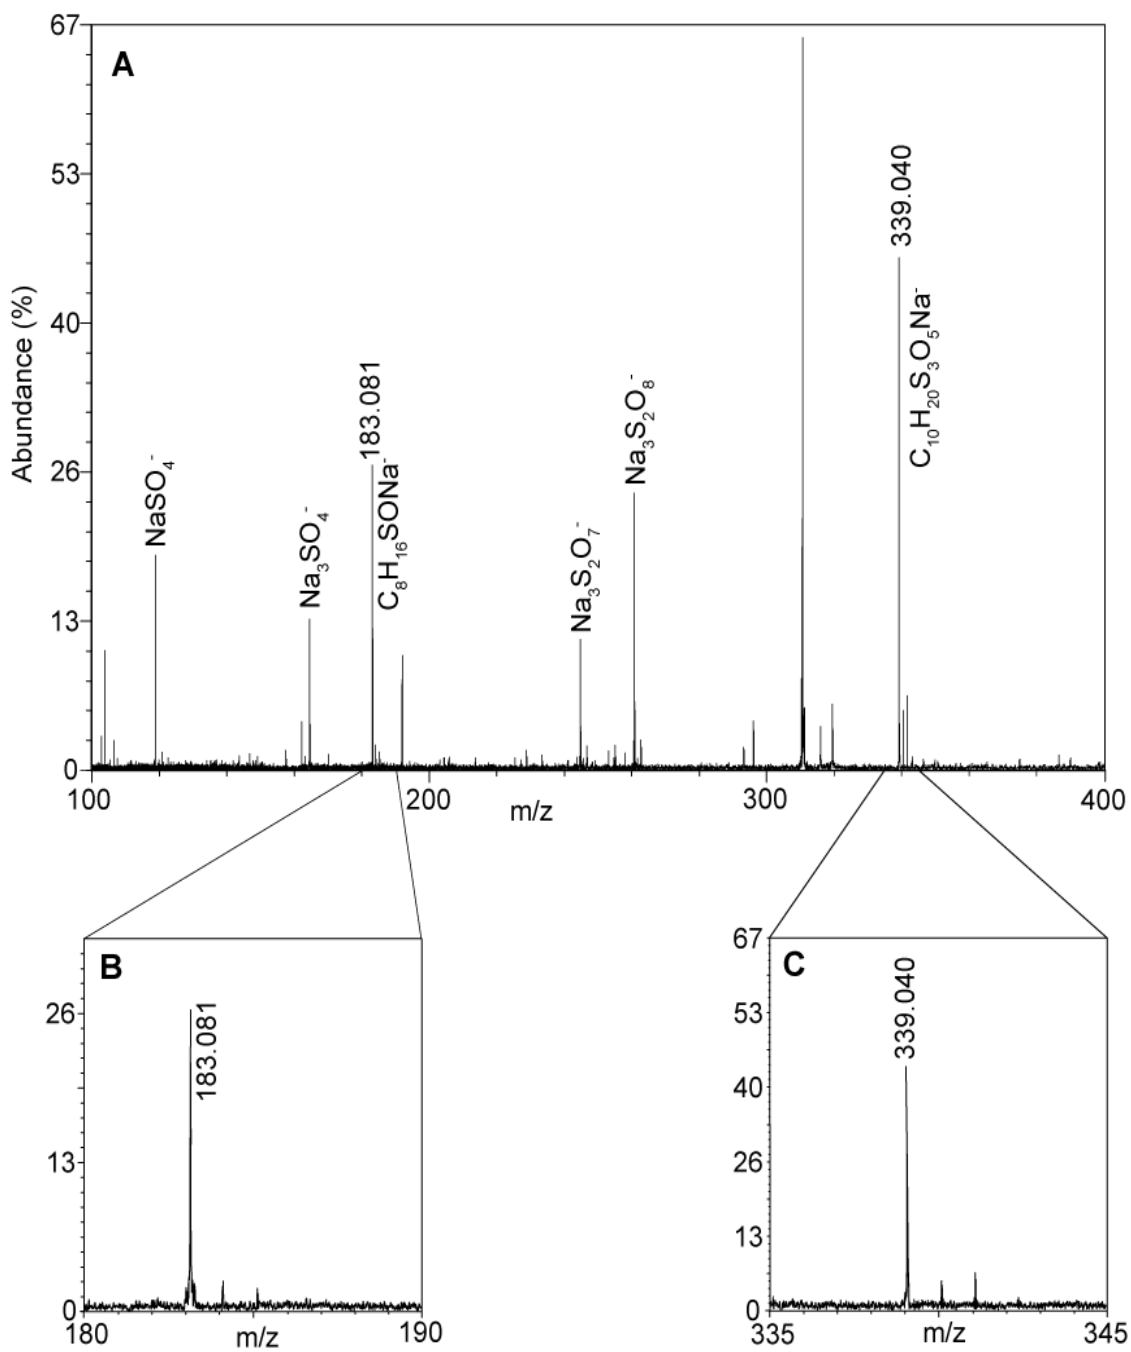 A
67
53
40
26
13
0
Abundance (%)
NaSO₄⁻
Na₃SO₄⁻
183.081
C₈H₁₆SONa⁻
Na₃S₂O₇⁻
Na₃S₂O₈⁻
339.040
C₁₀H₂₀S₃O₅Na⁻
100
200
m/z
300
400
B
26
13
0
183.081
180
m/z
190
C
67
53
40
26
13
0
339.040
335
m/z
345